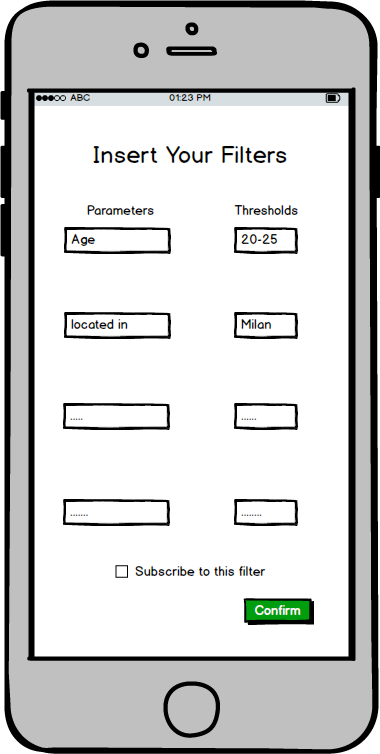 ABC 01:23 PM
Insert Your Filters
Parameters Thresholds
Age 20-25
located in Milan
..... ......
....... ........
Subscribe to this filter
Confirm